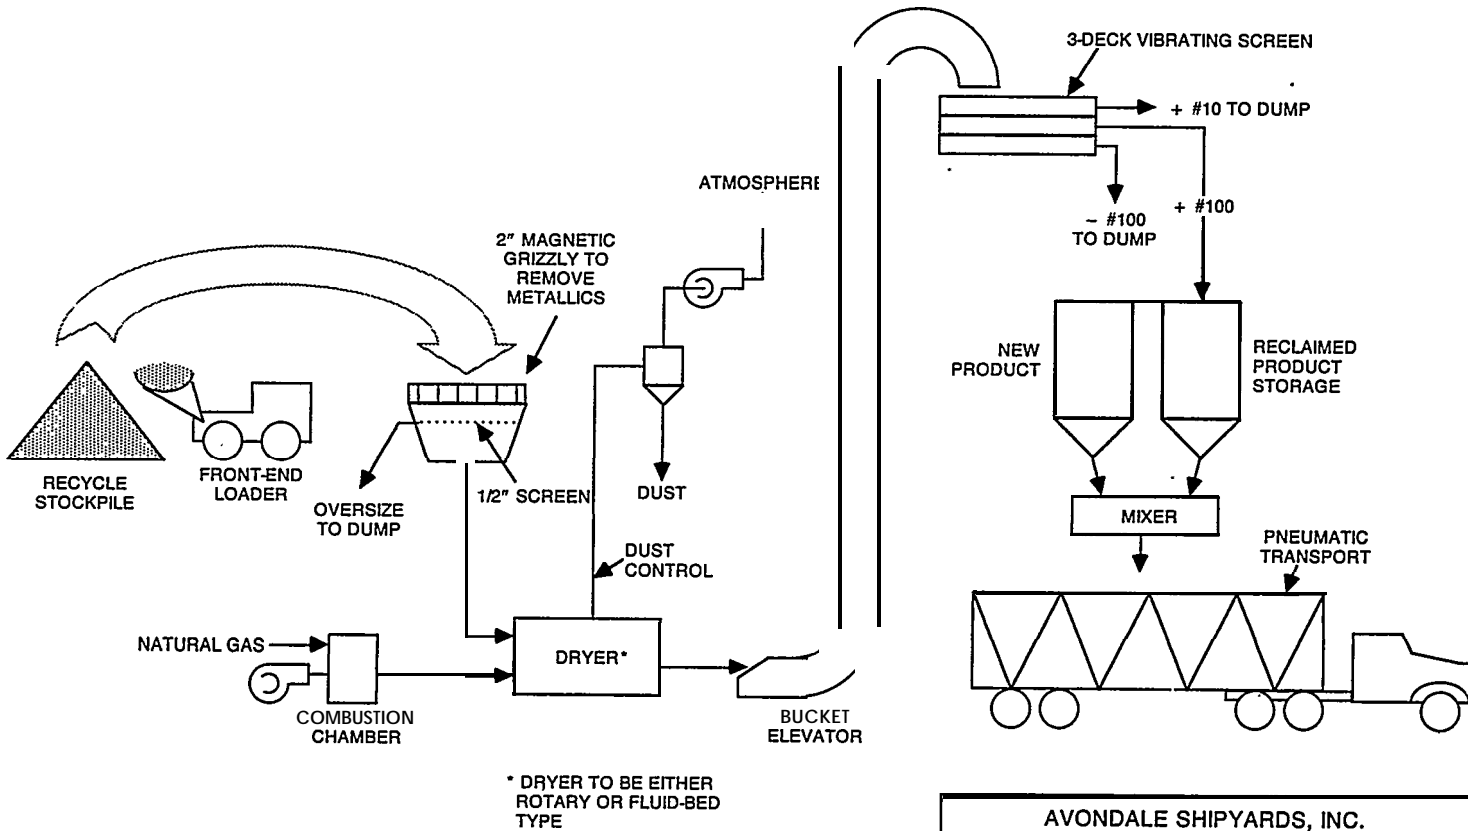 3-DECK VIBRATING SCREEN
+ #10 TO DUMP
ATMOSPHERE
- #100
TO DUMP
+ #100
2" MAGNETIC
GRIZZLY TO
REMOVE
METALLICS
NEW
PRODUCT
RECLAIMED
PRODUCT
STORAGE
RECYCLE
STOCKPILE
FRONT-END
LOADER
OVERSIZE
TO DUMP
1/2" SCREEN
DUST
MIXER
DUST
CONTROL
PNEUMATIC
TRANSPORT
NATURAL GAS
DRYER*
COMBUSTION
CHAMBER
BUCKET
ELEVATOR
* DRYER TO BE EITHER
ROTARY OR FLUID-BED
TYPE
AVONDALE SHIPYARDS, INC.